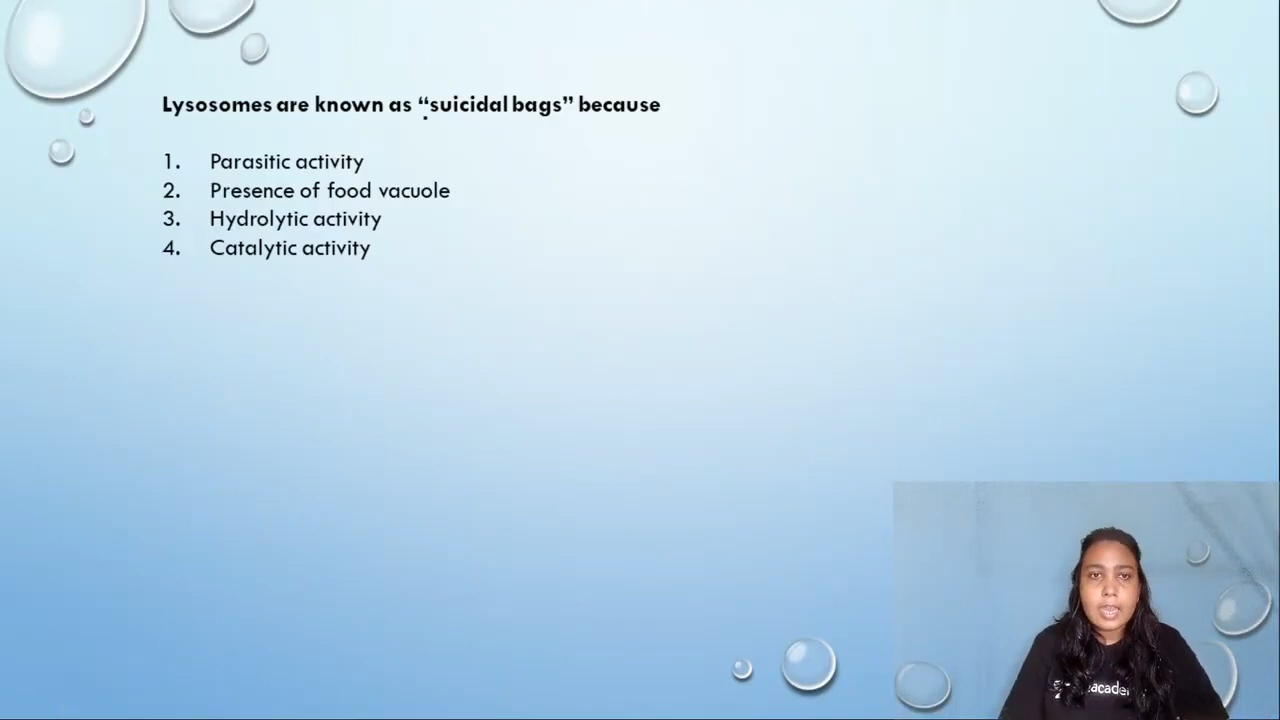 Lysosomes are known as “suicidal bags” because
1. Parasitic activity
2. Presence of food vacuole
3. Hydrolytic activity
4. Catalytic activity